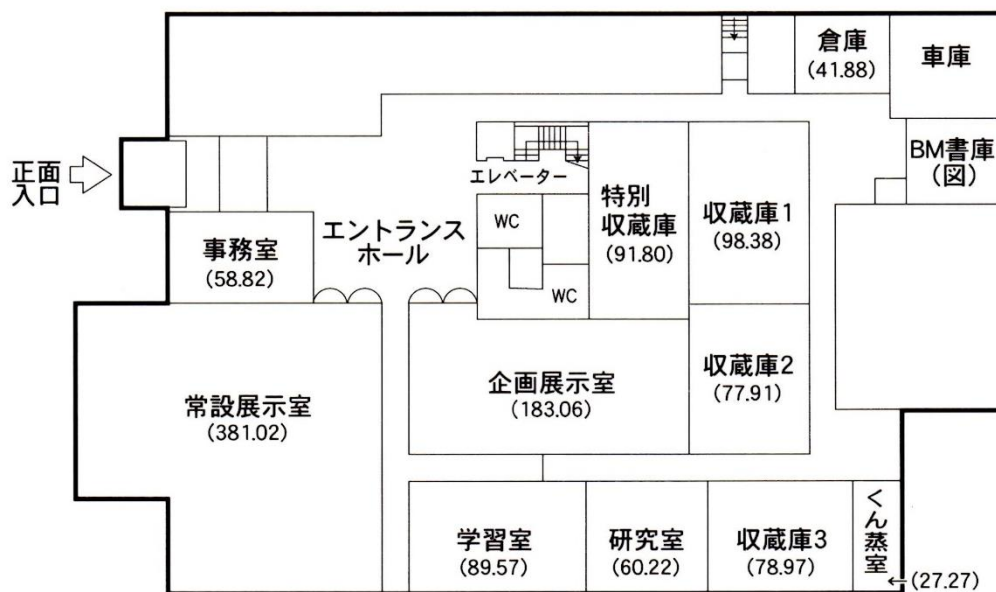 倉庫
(41.88)
車庫
正面
入口
エレベーター
特別
収蔵庫
(91.80)
収蔵庫1
(98.38)
BM書庫
(図)
事務室
(58.82)
エントランス
ホール
WC
WC
常設展示室
(381.02)
企画展示室
(183.06)
収蔵庫2
(77.91)
学習室
(89.57)
研究室
(60.22)
収蔵庫3
(78.97)
くん蒸室
(27.27)